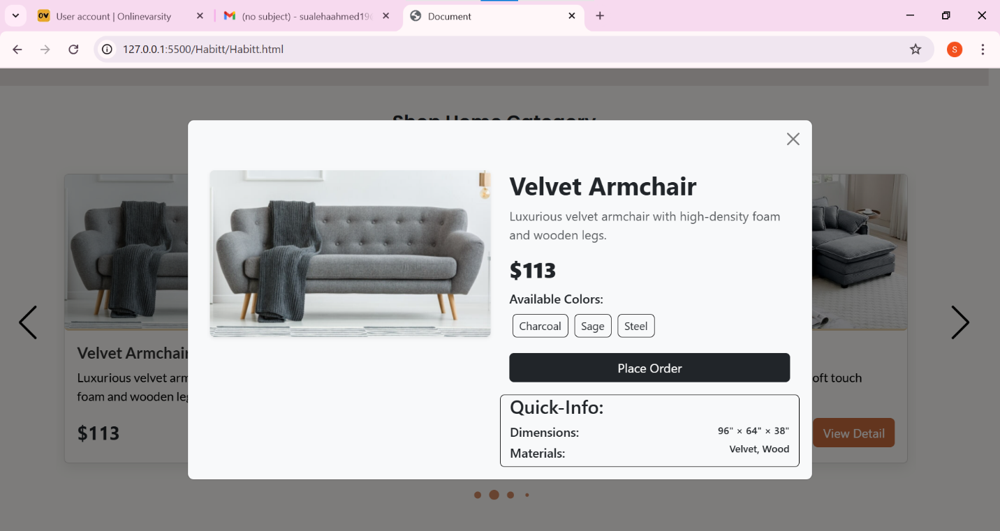 User account | Onlinevarsity
(no subject) - sualehaahmed19
Document
127.0.0.1:5500/Habitt/Habitt.html
S
Shop Home Category
Velvet Armchair
Luxurious velvet armchair with high-density foam
and wooden legs.
$113
Available Colors:
Charcoal Sage Steel
Place Order
Quick-Info:
Dimensions: 96" × 64" × 38"
Materials: Velvet, Wood
Velvet Armchair
Luxurious velvet
foam and wooden
$113
oft touch
View Detail